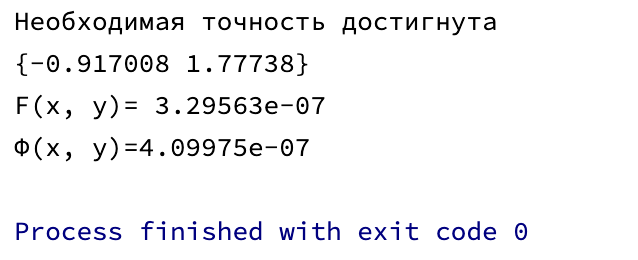 Необходимая точность достигнута
{-0.917008 1.77738}
F(x, y)= 3.29563e-07
Ф(x, y)=4.09975e-07
Process finished with exit code 0